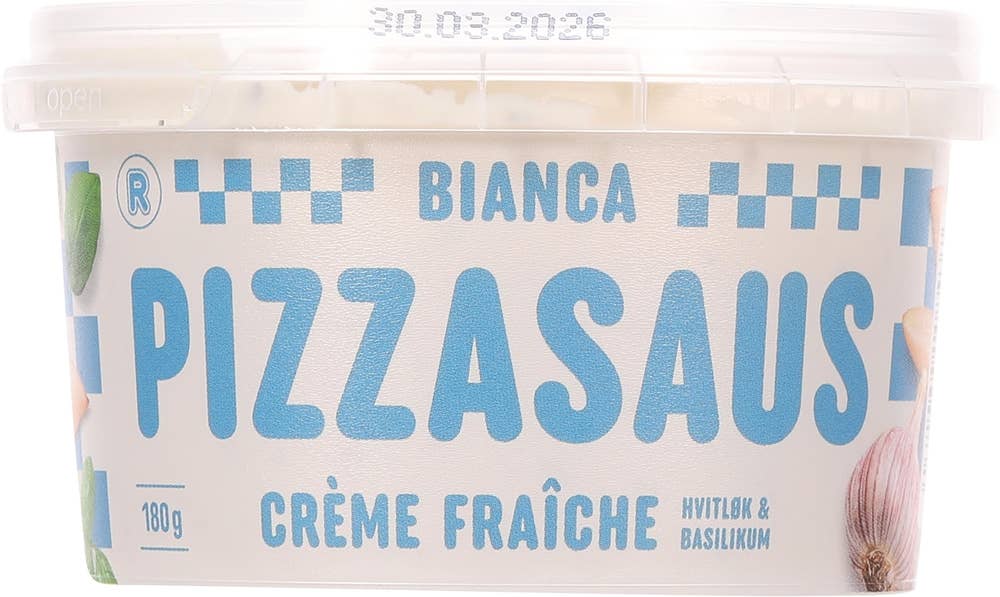 30.03.2026
open
R
BIANCA
PIZZASAUS
180g
CRÈME FRAÎCHE
HVITLØK &
BASILIKUM